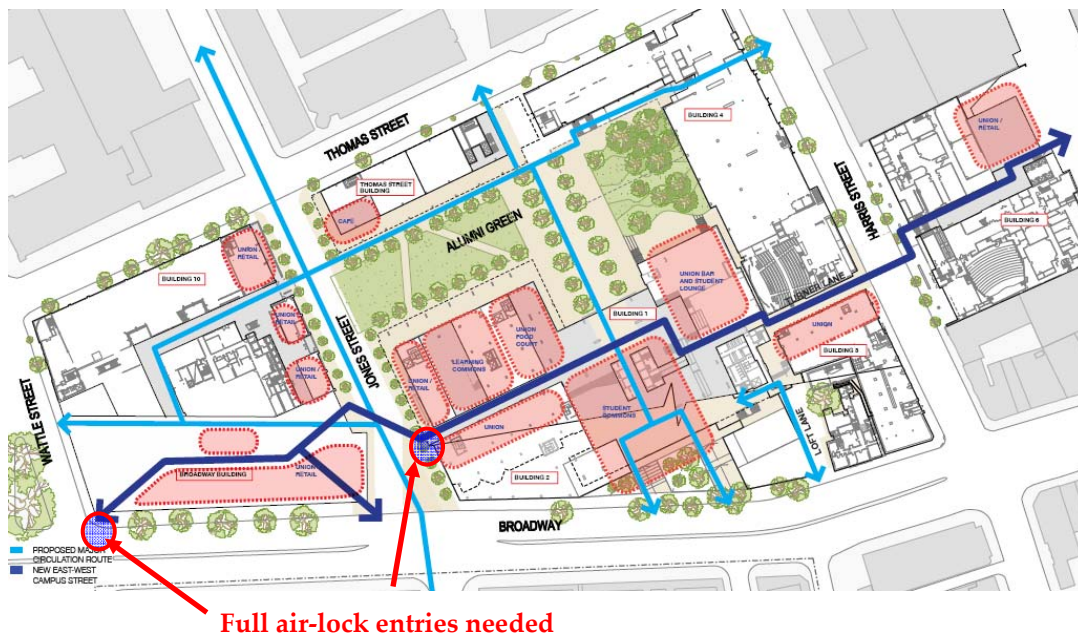 THOMAS STREET
BUILDING 4
UNION /
RETAIL
THOMAS STREET
BUILDING
CAFE
HARRIS STREET
BUILDING 6
ALUMNI GREEN
UNION /
RETAIL
BUILDING 10
UNION BAR
AND STUDENT
LOUNGE
TURNER LANE
UNION /
RETAIL
BUILDING 1
UNION
UNION
FOOD
COURT
JONES STREET
LEARNING
COMMONS
BUILDING 5
UNION /
RETAIL
UNION /
RETAIL
WATTLE STREET
STUDENT
COMMONS
UNION
LOFT LANE
BROADWAY BUILDING
UNION /
RETAIL
BUILDING 2
BROADWAY
PROPOSED MAJOR
CIRCULATION ROUTE
NEW EAST-WEST
CAMPUS STREET
Full air-lock entries needed